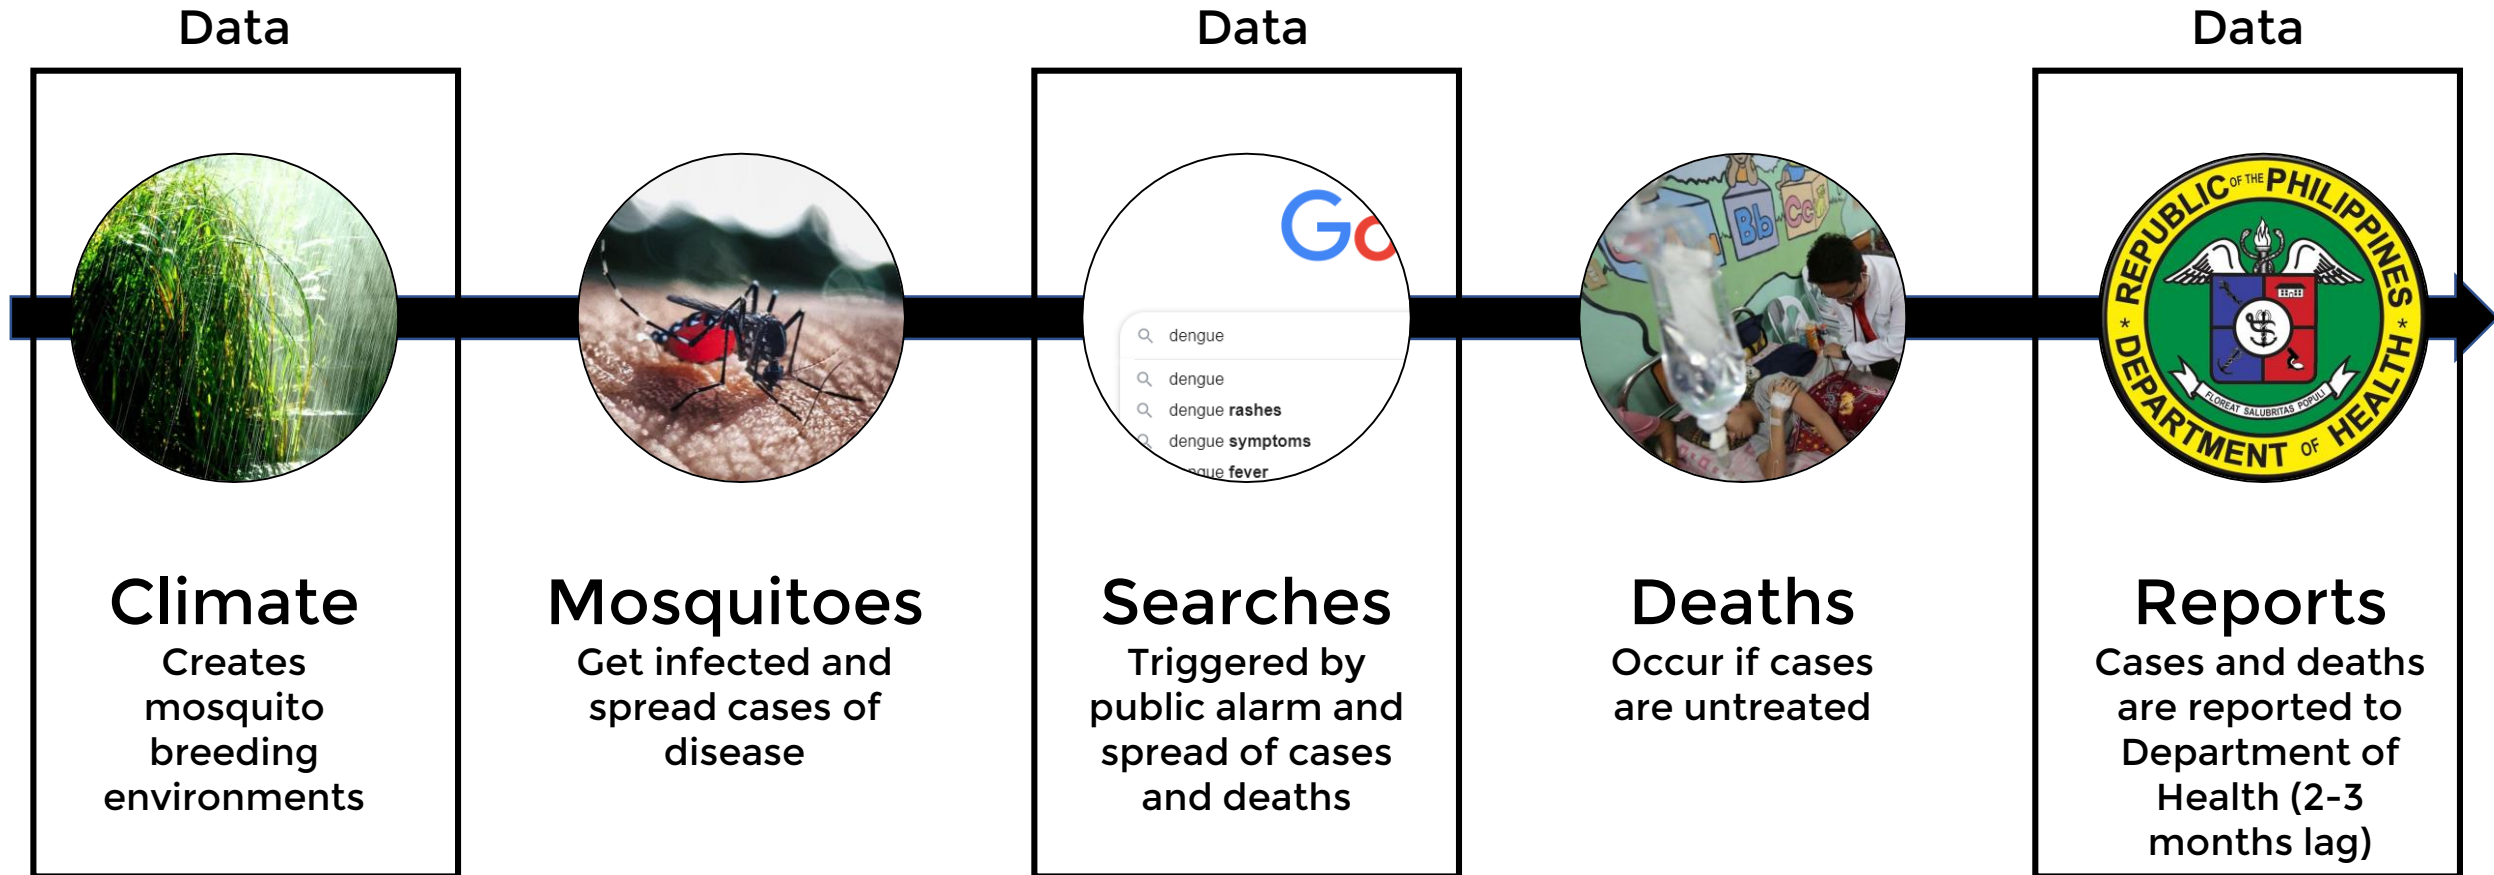 Data
Data
Data
Go
dengue
dengue
dengue rashes
dengue symptoms
fever
Bb
Cc
REPUBLIC OF THE PHILIPPINES
* DEPARTMENT OF HEALTH *
FLOREAT SALUBRITAS POPULI
Climate
Creates
mosquito
breeding
environments
Mosquitoes
Get infected and
spread cases of
disease
Searches
Triggered by
public alarm and
spread of cases
and deaths
Deaths
Occur if cases
are untreated
Reports
Cases and deaths
are reported to
Department of
Health (2-3
months lag)